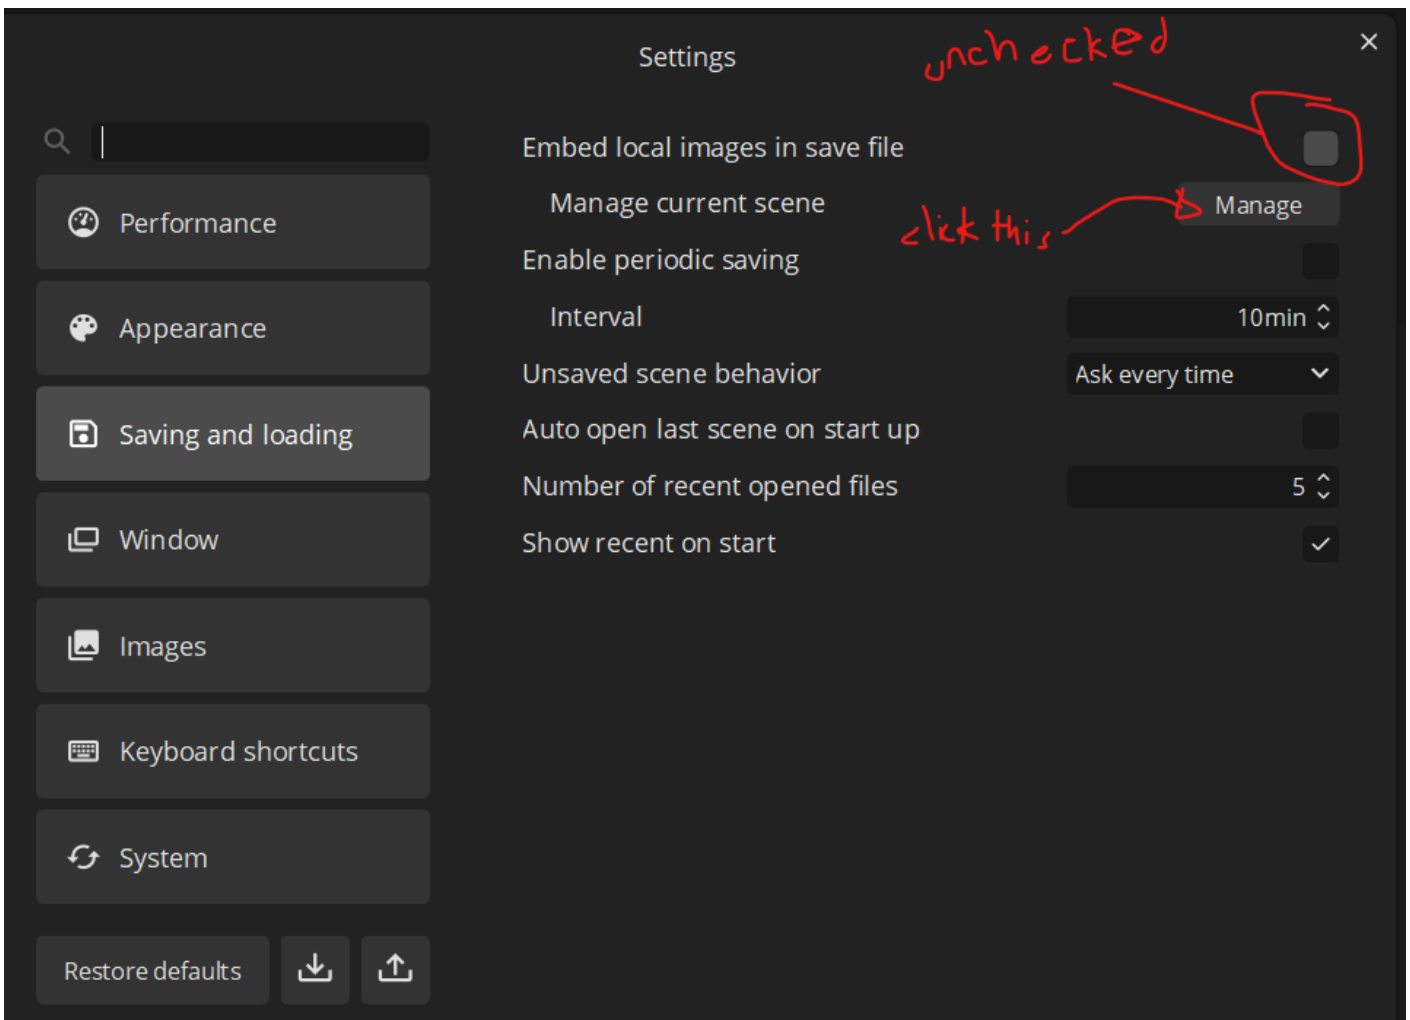 Settings
unchecked
Performance
Appearance
Saving and loading
Window
Images
Keyboard shortcuts
System
Restore defaults
Embed local images in save file
Manage current scene
Manage
click this
Enable periodic saving
Interval
10min
Unsaved scene behavior
Ask every time
Auto open last scene on start up
Number of recent opened files
5
Show recent on start